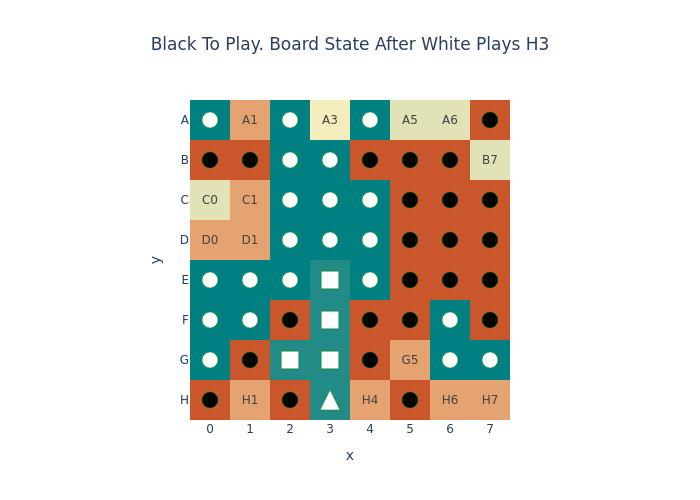 Black To Play. Board State After White Plays H3
A A1 A3 A5 A6
B B7
C C0 C1
D D0 D1
y
E
F
G G5
H H1 H4 H6 H7
0 1 2 3 4 5 6 7
x